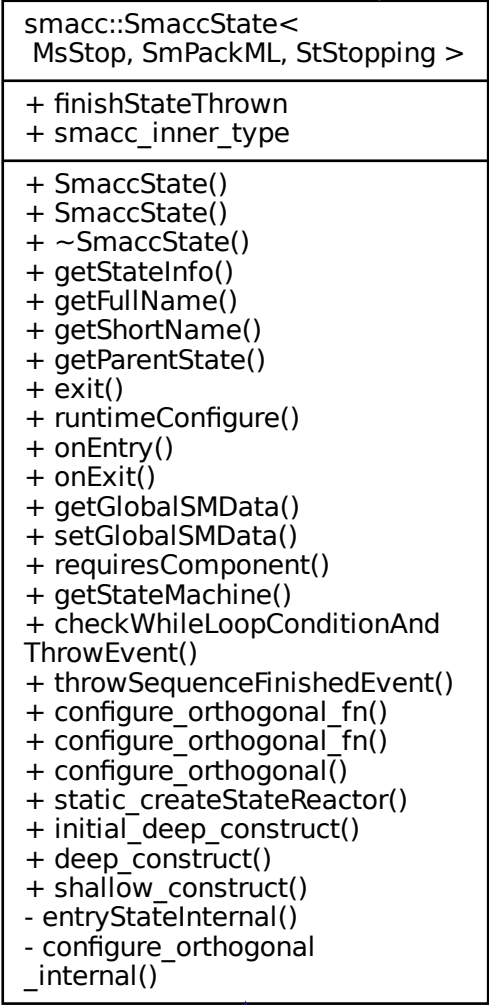 smacc::SmaccState<
MsStop, SmPackML, StStopping >
+ finishStateThrown
+ smacc_inner_type
+ SmaccState()
+ SmaccState()
+ ~SmaccState()
+ getStateInfo()
+ getFullName()
+ getShortName()
+ getParentState()
+ exit()
+ runtimeConfigure()
+ onEntry()
+ onExit()
+ getGlobalSMData()
+ setGlobalSMData()
+ requiresComponent()
+ getStateMachine()
+ checkWhileLoopConditionAnd
ThrowEvent()
+ throwSequenceFinishedEvent()
+ configure_orthogonal_fn()
+ configure_orthogonal_fn()
+ configure_orthogonal()
+ static_createStateReactor()
+ initial_deep_construct()
+ deep_construct()
+ shallow_construct()
- entryStateInternal()
- configure_orthogonal
_internal()